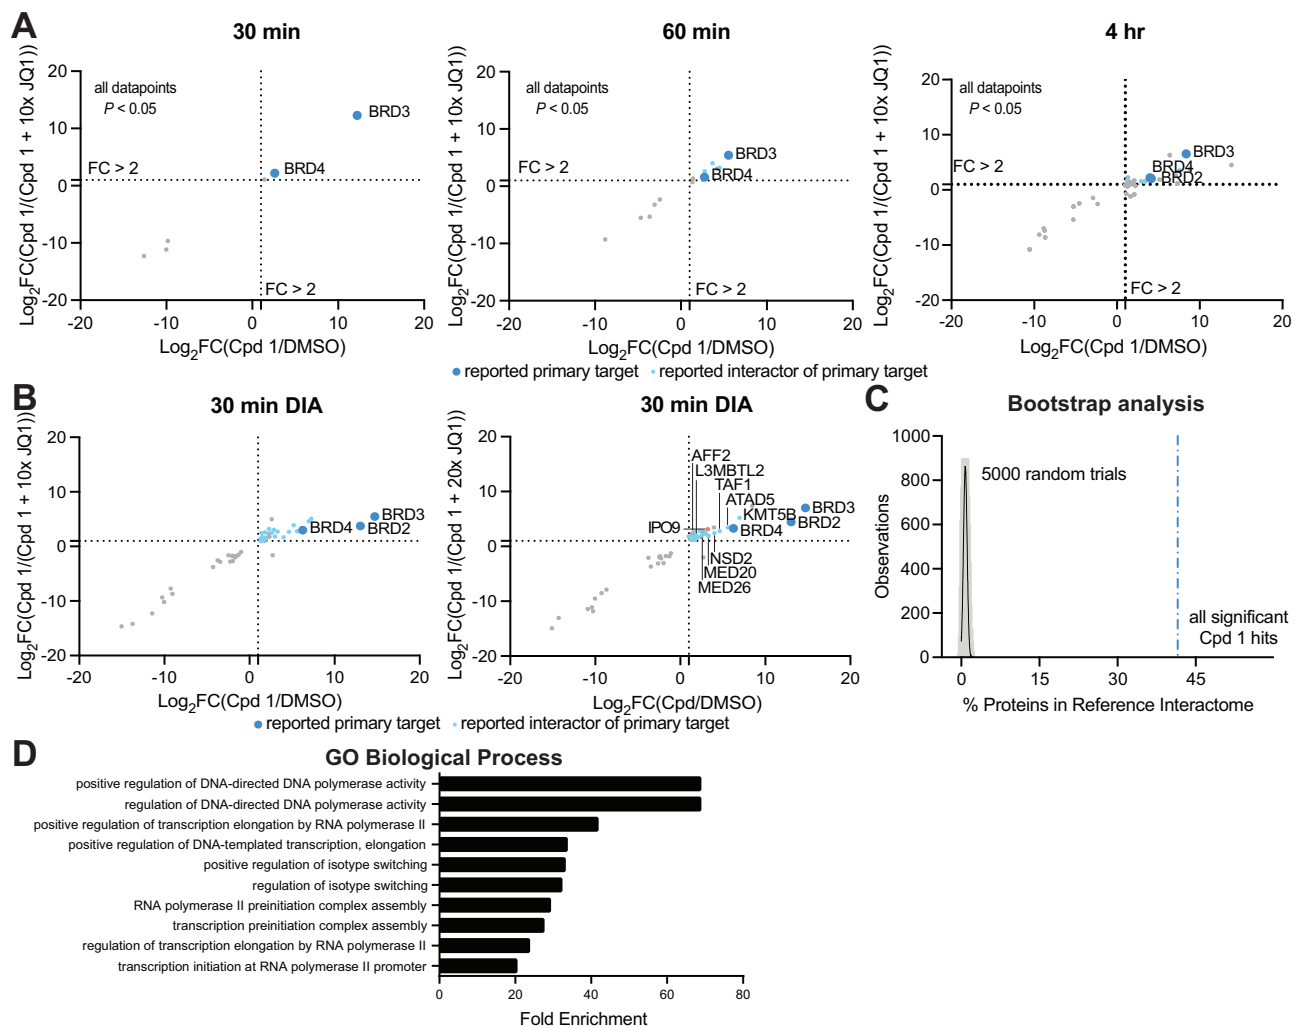 A
30 min
Log2FC(Cpd 1/(Cpd 1 + 10x JQ1))
20
10
0
-10
-20
all datapoints
P < 0.05
FC > 2
BRD3
BRD4
FC > 2
-20
-10
0
10
20
Log2FC(Cpd 1/DMSO)
60 min
Log2FC(Cpd 1/(Cpd 1 + 10x JQ1))
20
10
0
-10
-20
all datapoints
P < 0.05
FC > 2
BRD3
BRD4
FC > 2
-20
-10
0
10
20
Log2FC(Cpd 1/DMSO)
4 hr
Log2FC(Cpd 1/(Cpd 1 + 10x JQ1))
20
10
0
-10
-20
all datapoints
P < 0.05
FC > 2
BRD3
BRD4
BRD2
FC > 2
-20
-10
0
10
20
Log2FC(Cpd 1/DMSO)
reported primary target
reported interactor of primary target
B
30 min DIA
Log2FC(Cpd 1/(Cpd 1 + 10x JQ1))
20
10
0
-10
-20
BRD3
BRD4
BRD2
-20
-10
0
10
20
Log2FC(Cpd 1/DMSO)
30 min DIA
Log2FC(Cpd 1/(Cpd 1 + 20x JQ1))
20
10
0
-10
-20
AFF2
L3MBTL2
TAF1
ATAD5
KMT5B
BRD3
IPO9
BRD4
BRD2
NSD2
MED20
MED26
-20
-10
0
10
20
Log2FC(Cpd/DMSO)
reported primary target
reported interactor of primary target
C
Bootstrap analysis
Observations
1000
800
600
400
200
0
5000 random trials
all significant
Cpd 1 hits
0
15
30
45
% Proteins in Reference Interactome
D
GO Biological Process
positive regulation of DNA-directed DNA polymerase activity
regulation of DNA-directed DNA polymerase activity
positive regulation of transcription elongation by RNA polymerase II
positive regulation of DNA-templated transcription, elongation
positive regulation of isotype switching
regulation of isotype switching
RNA polymerase II preinitiation complex assembly
transcription preinitiation complex assembly
regulation of transcription elongation by RNA polymerase II
transcription initiation at RNA polymerase II promoter
0
20
40
60
80
Fold Enrichment